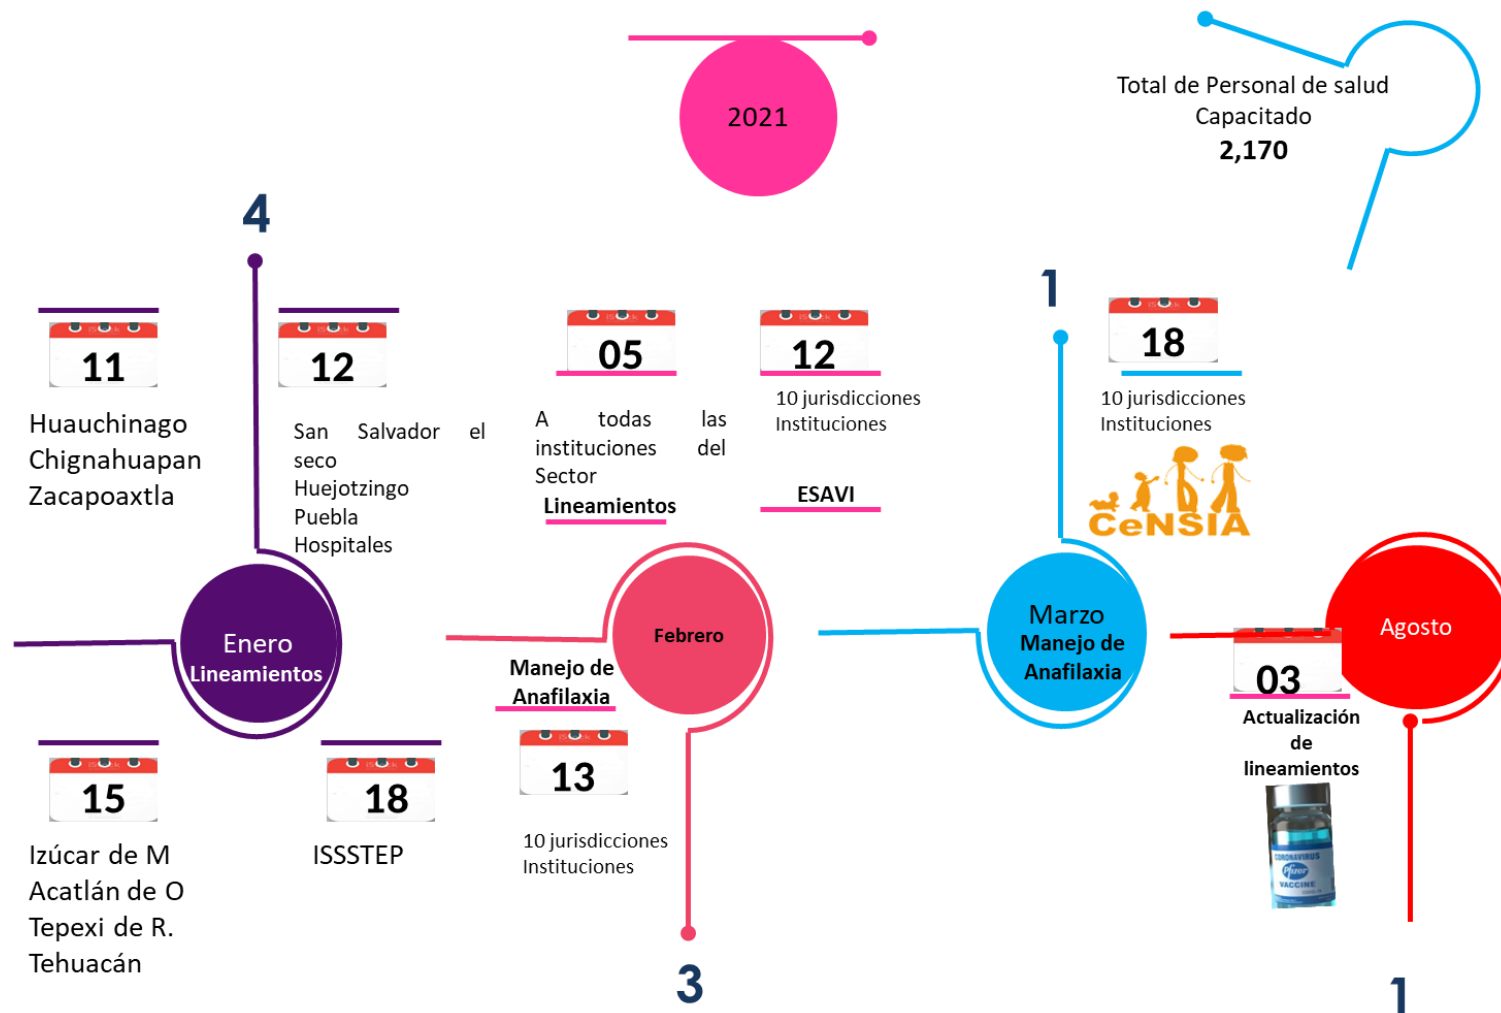 2021
Total de Personal de salud
Capacitado
2,170
4
11
Huauchinago
Chignahuapan
Zacapoaxtla
12
San Salvador el
seco
Huejotzingo
Puebla
Hospitales
Enero
Lineamientos
15
Izúcar de M
Acatlán de O
Tepexi de R.
Tehuacán
18
ISSSTEP
05
A todas las
instituciones del
Sector
Lineamientos
12
10 jurisdicciones
Instituciones
ESAVI
Febrero
Manejo de
Anafilaxia
13
10 jurisdicciones
Instituciones
3
1
18
10 jurisdicciones
Instituciones
CeNSIA
Marzo
Manejo de
Anafilaxia
Agosto
03
Actualización
de
lineamientos
CORONAVIRUS
Pfizer
VACCINE
1